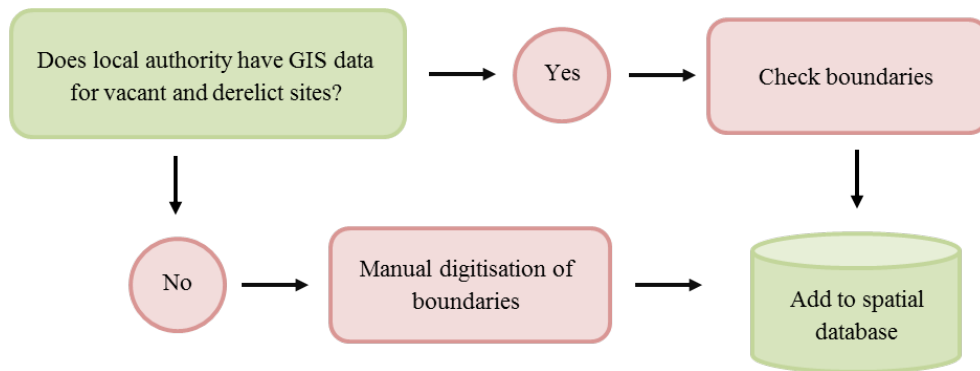 Does local authority have GIS data
for vacant and derelict sites?
Yes
Check boundaries
No
Manual digitisation of
boundaries
Add to spatial
database